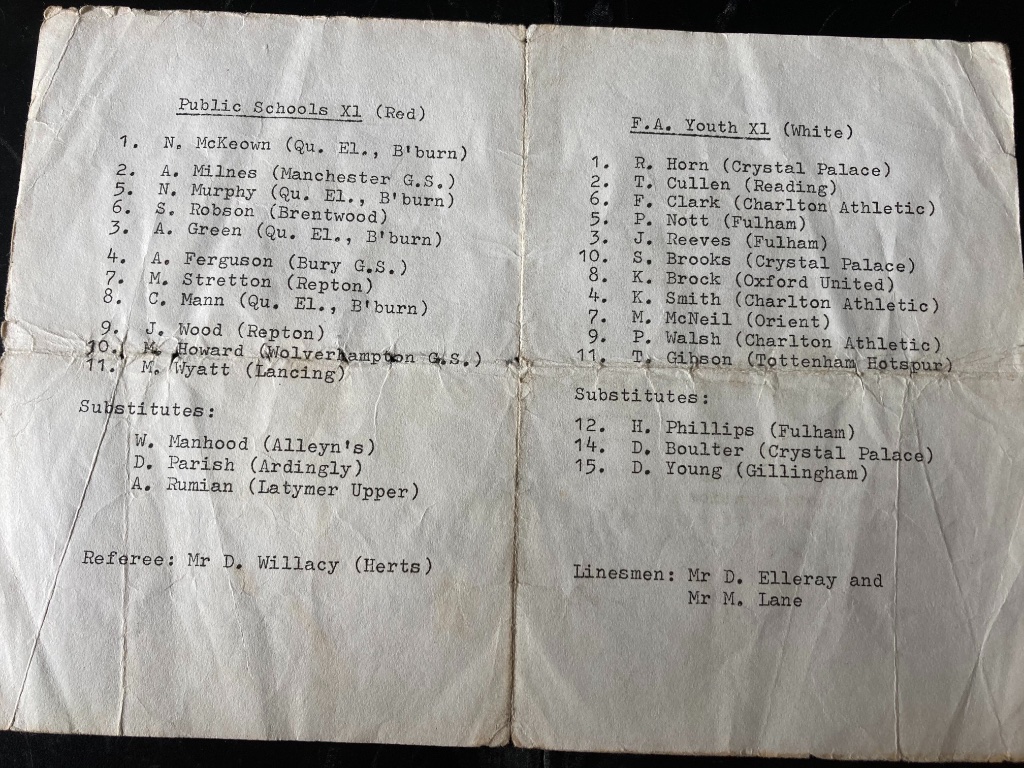 Public Schools X1 (Red)
1. N. McKeown (Qu. El., B'burn)
2. A. Milnes (Manchester G.S.)
5. N. Murphy (Qu. El., B'burn)
6. S. Robson (Brentwood)
3. A. Green (Qu. El., B'burn)
4. A. Ferguson (Bury G.S.)
7. M. Stretton (Repton)
8. C. Mann (Qu. El., B'burn)
9. J. Wood (Repton)
10. M. Howard (Wolverhampton G.S.)
11. M. Wyatt (Lancing)
Substitutes:
W. Manhood (Alleyn's)
D. Parish (Ardingly)
A. Rumian (Latymer Upper)
Referee: Mr D. Willacy (Herts)
F.A. Youth X1 (White)
1. R. Horn (Crystal Palace)
2. T. Cullen (Reading)
6. F. Clark (Charlton Athletic)
5. P. Nott (Fulham)
3. J. Reeves (Fulham)
10. S. Brooks (Crystal Palace)
8. K. Brock (Oxford United)
4. K. Smith (Charlton Athletic)
7. M. McNeil (Orient)
9. P. Walsh (Charlton Athletic)
11. T. Gibson (Tottenham Hotspur)
Substitutes:
12. H. Phillips (Fulham)
14. D. Boulter (Crystal Palace)
15. D. Young (Gillingham)
Linesmen: Mr D. Elleray and
Mr M. Lane